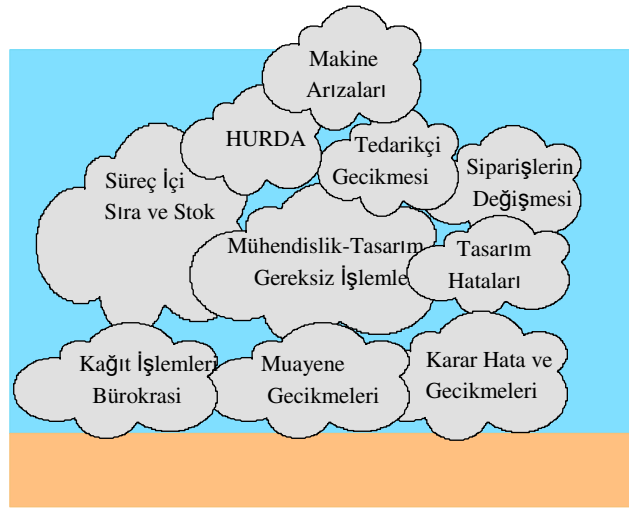 Makine
Arızaları
HURDA
Tedarikçi
Gecikmesi
Siparişlerin
Değişmesi
Süreç İçi
Sıra ve Stok
Mühendislik-Tasarım
Gereksiz İşlemle
Tasarım
Hataları
Kağıt İşlemleri
Bürokrasi
Muayene
Gecikmeleri
Karar Hata ve
Gecikmeleri